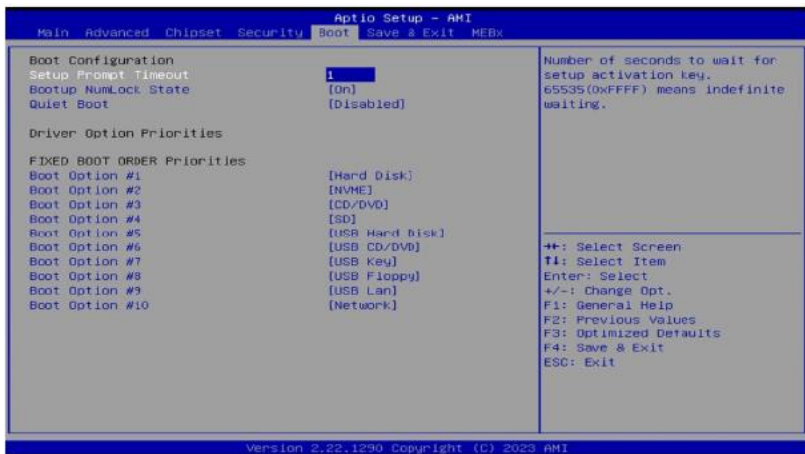 Aptio Setup – AMI
Main Advanced Chipset Security Boot Save & Exit MEBx
Boot Configuration
Setup Prompt Timeout 1
Bootup NumLock State [On]
Quiet Boot [Disabled]
Driver Option Priorities
FIXED BOOT ORDER Priorities
Boot Option #1 [Hard Disk]
Boot Option #2 [NVME]
Boot Option #3 [CD/DVD]
Boot Option #4 [SD]
Boot Option #5 [USB Hard Disk]
Boot Option #6 [USB CD/DVD]
Boot Option #7 [USB Key]
Boot Option #8 [USB Floppy]
Boot Option #9 [USB Lan]
Boot Option #10 [Network]
Number of seconds to wait for
setup activation key.
65535(0xFFFF) means indefinite
waiting.
→←: Select Screen
↑↓: Select Item
Enter: Select
+/-: Change Opt.
F1: General Help
F2: Previous Values
F3: Optimized Defaults
F4: Save & Exit
ESC: Exit
Version 2.22.1290 Copyright (C) 2023 AMI